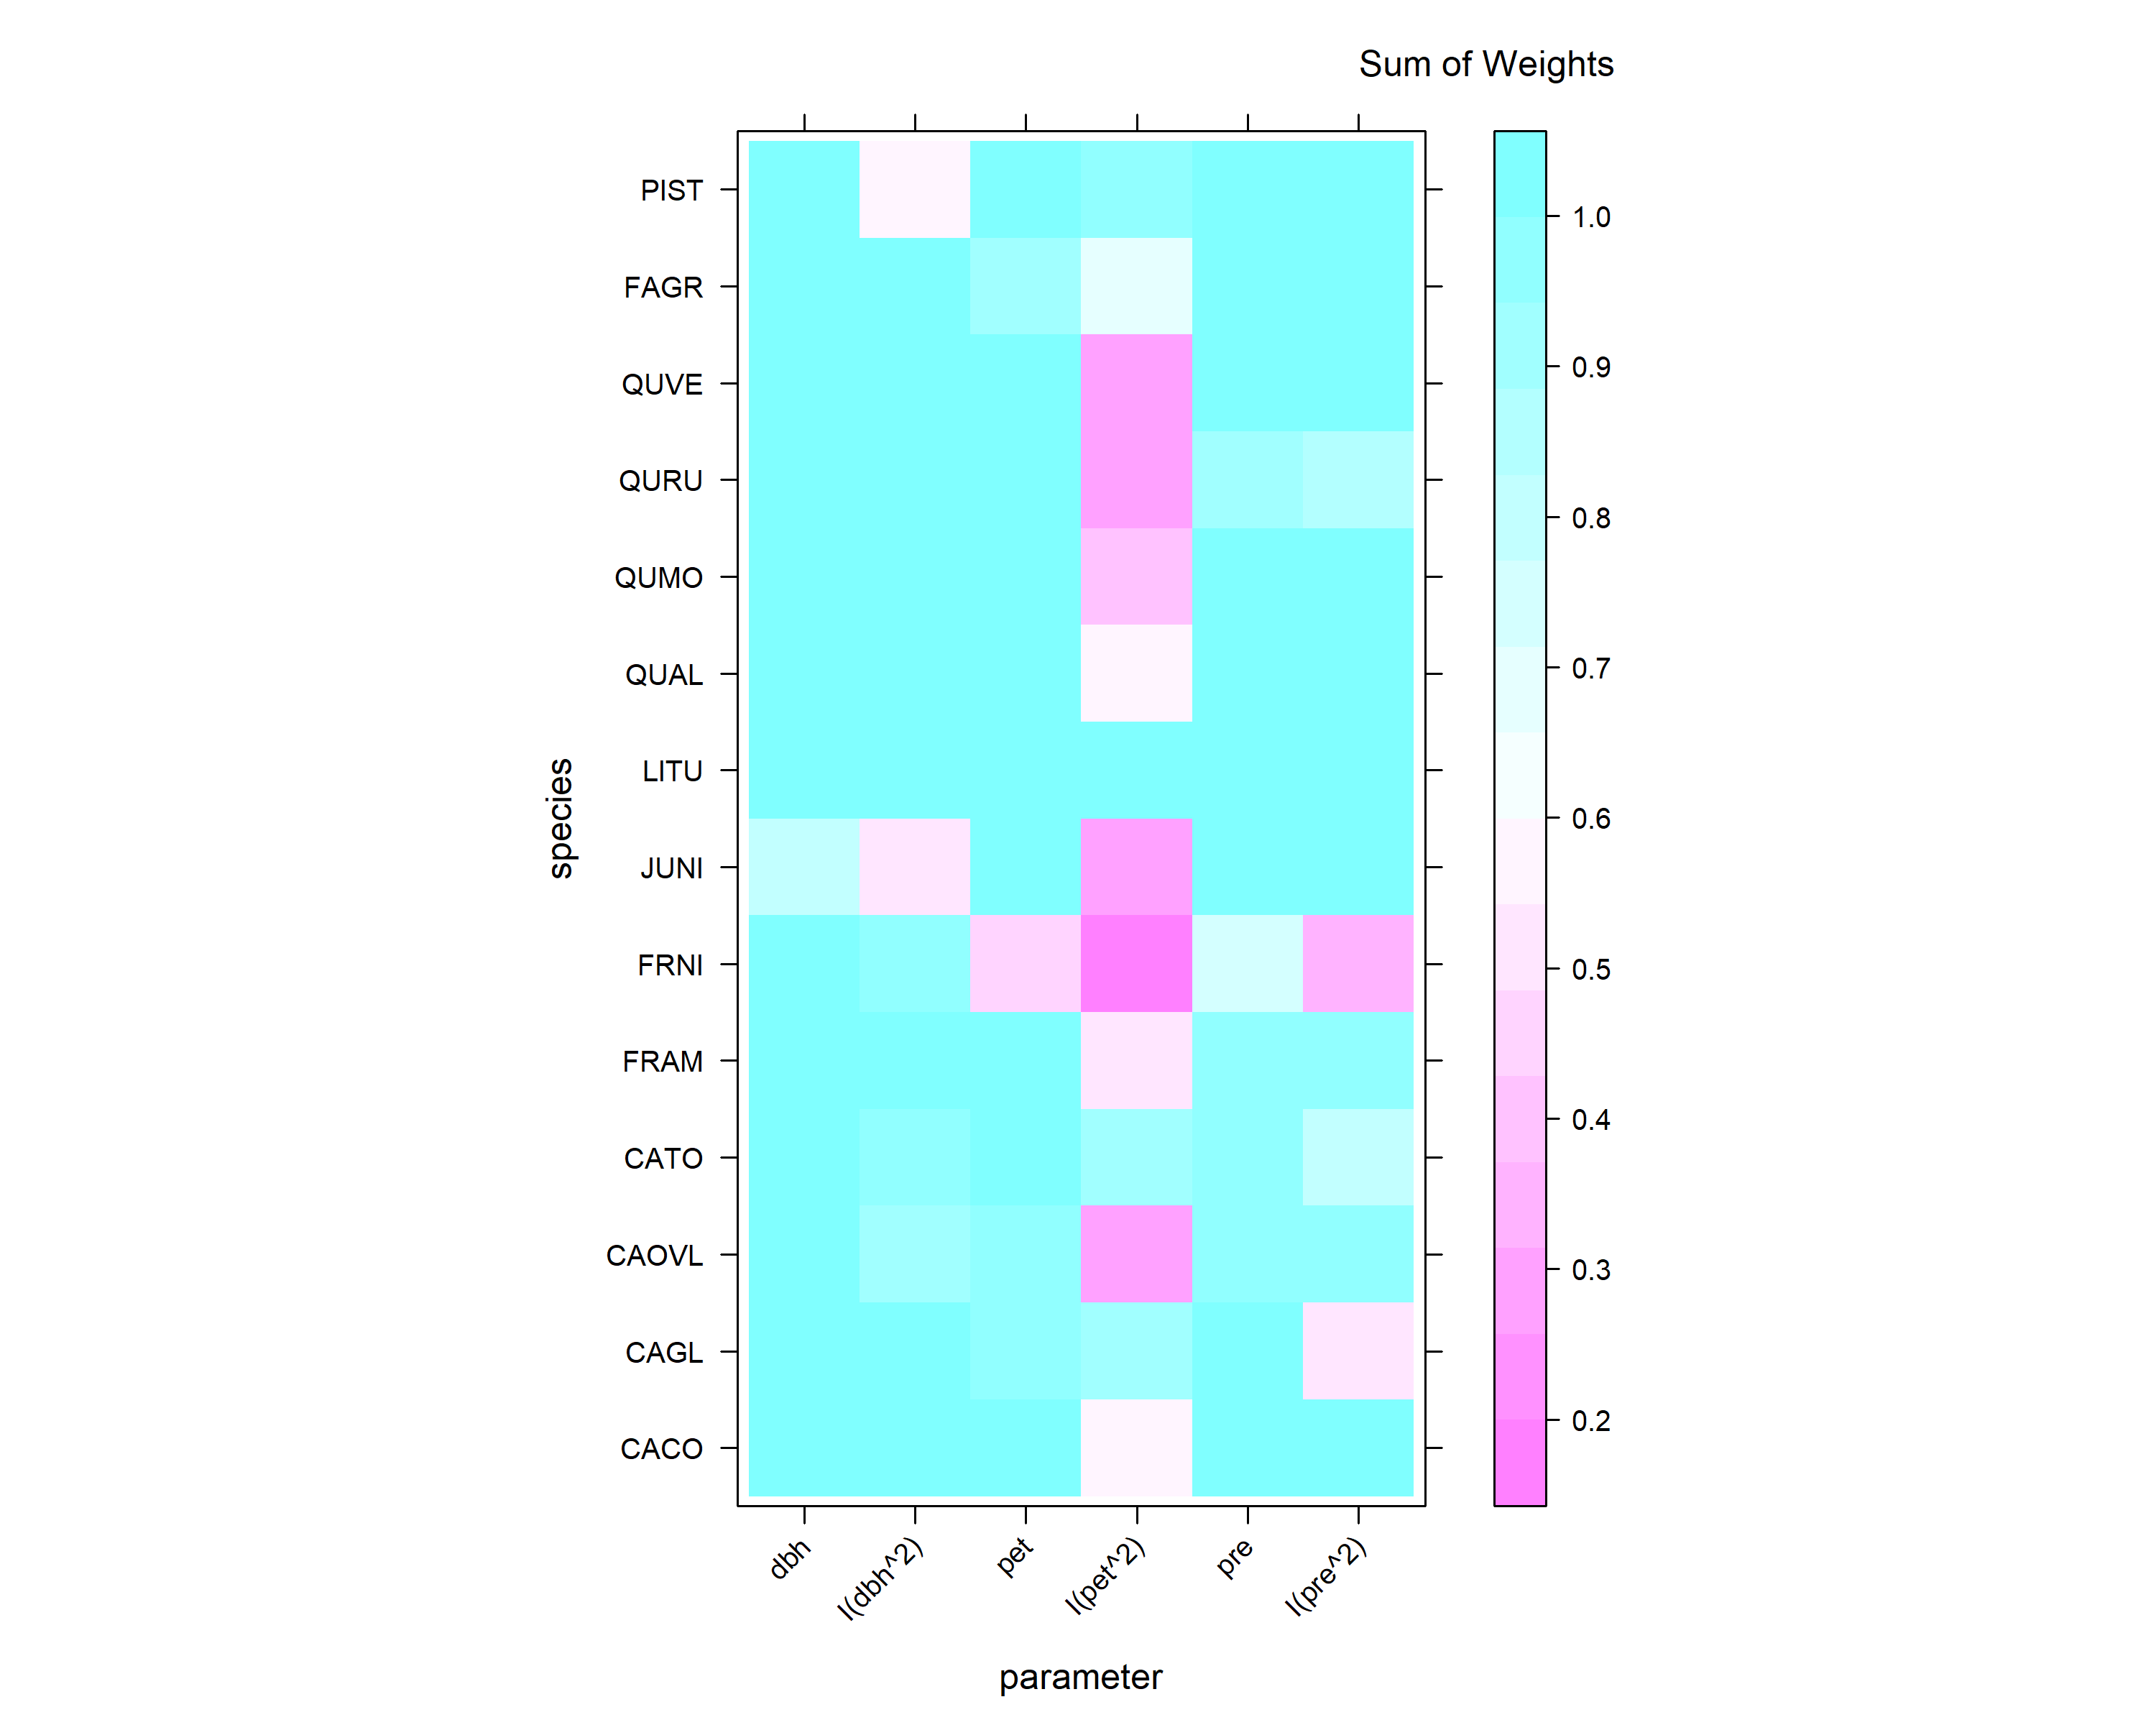 Sum of Weights
PIST
FAGR
QUVE
QURU
QUMO
QUAL
LITU
JUNI
FRNI
FRAM
CATO
CAOVL
CAGL
CACO
species
1.0
0.9
0.8
0.7
0.6
0.5
0.4
0.3
0.2
dbh
I(dbh^2)
pet
I(pet^2)
pre
I(pre^2)
parameter